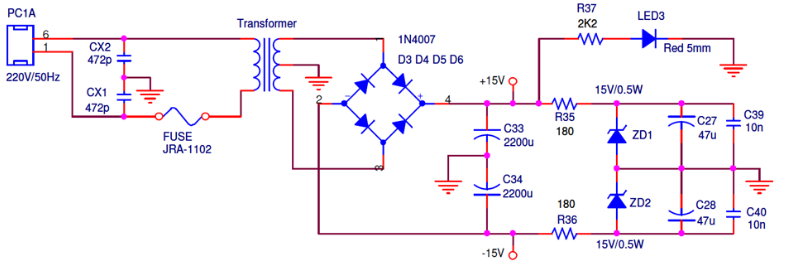 PC1A
6
1
220V/50Hz
CX2
472p
CX1
472p
FUSE
JRA-1102
Transformer
1
1N4007
D3 D4 D5 D6
2
-
+
4
3
+15V
C33
2200u
C34
2200u
-15V
R37
2K2
LED3
Red 5mm
R35
180
15V/0.5W
ZD1
C27
47u
C39
10n
180
R36
ZD2
15V/0.5W
C28
47u
C40
10n